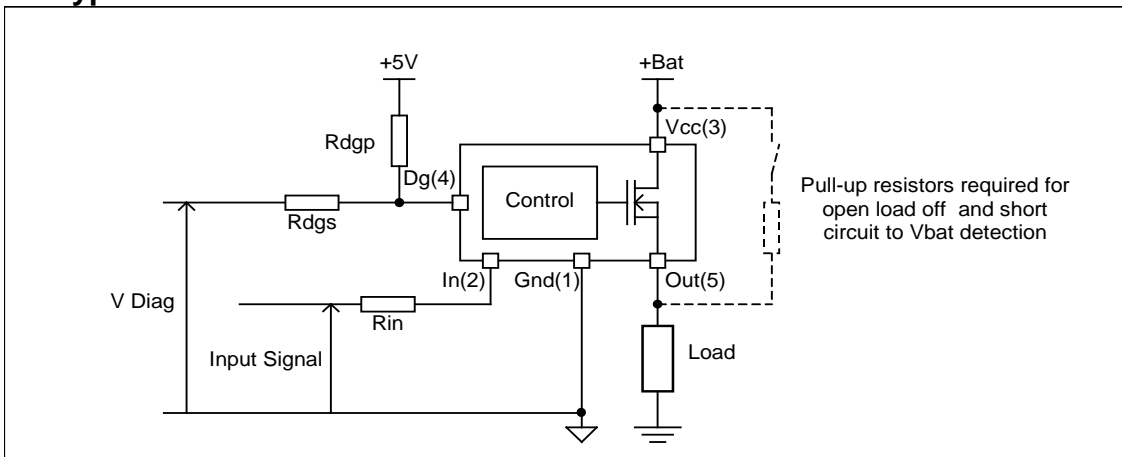 +5V
+Bat
Rdgp
Vcc(3)
Dg(4)
Control
Rdgs
Pull-up resistors required for
open load off and short
circuit to Vbat detection
In(2)
Gnd(1)
Out(5)
V Diag
Rin
Input Signal
Load